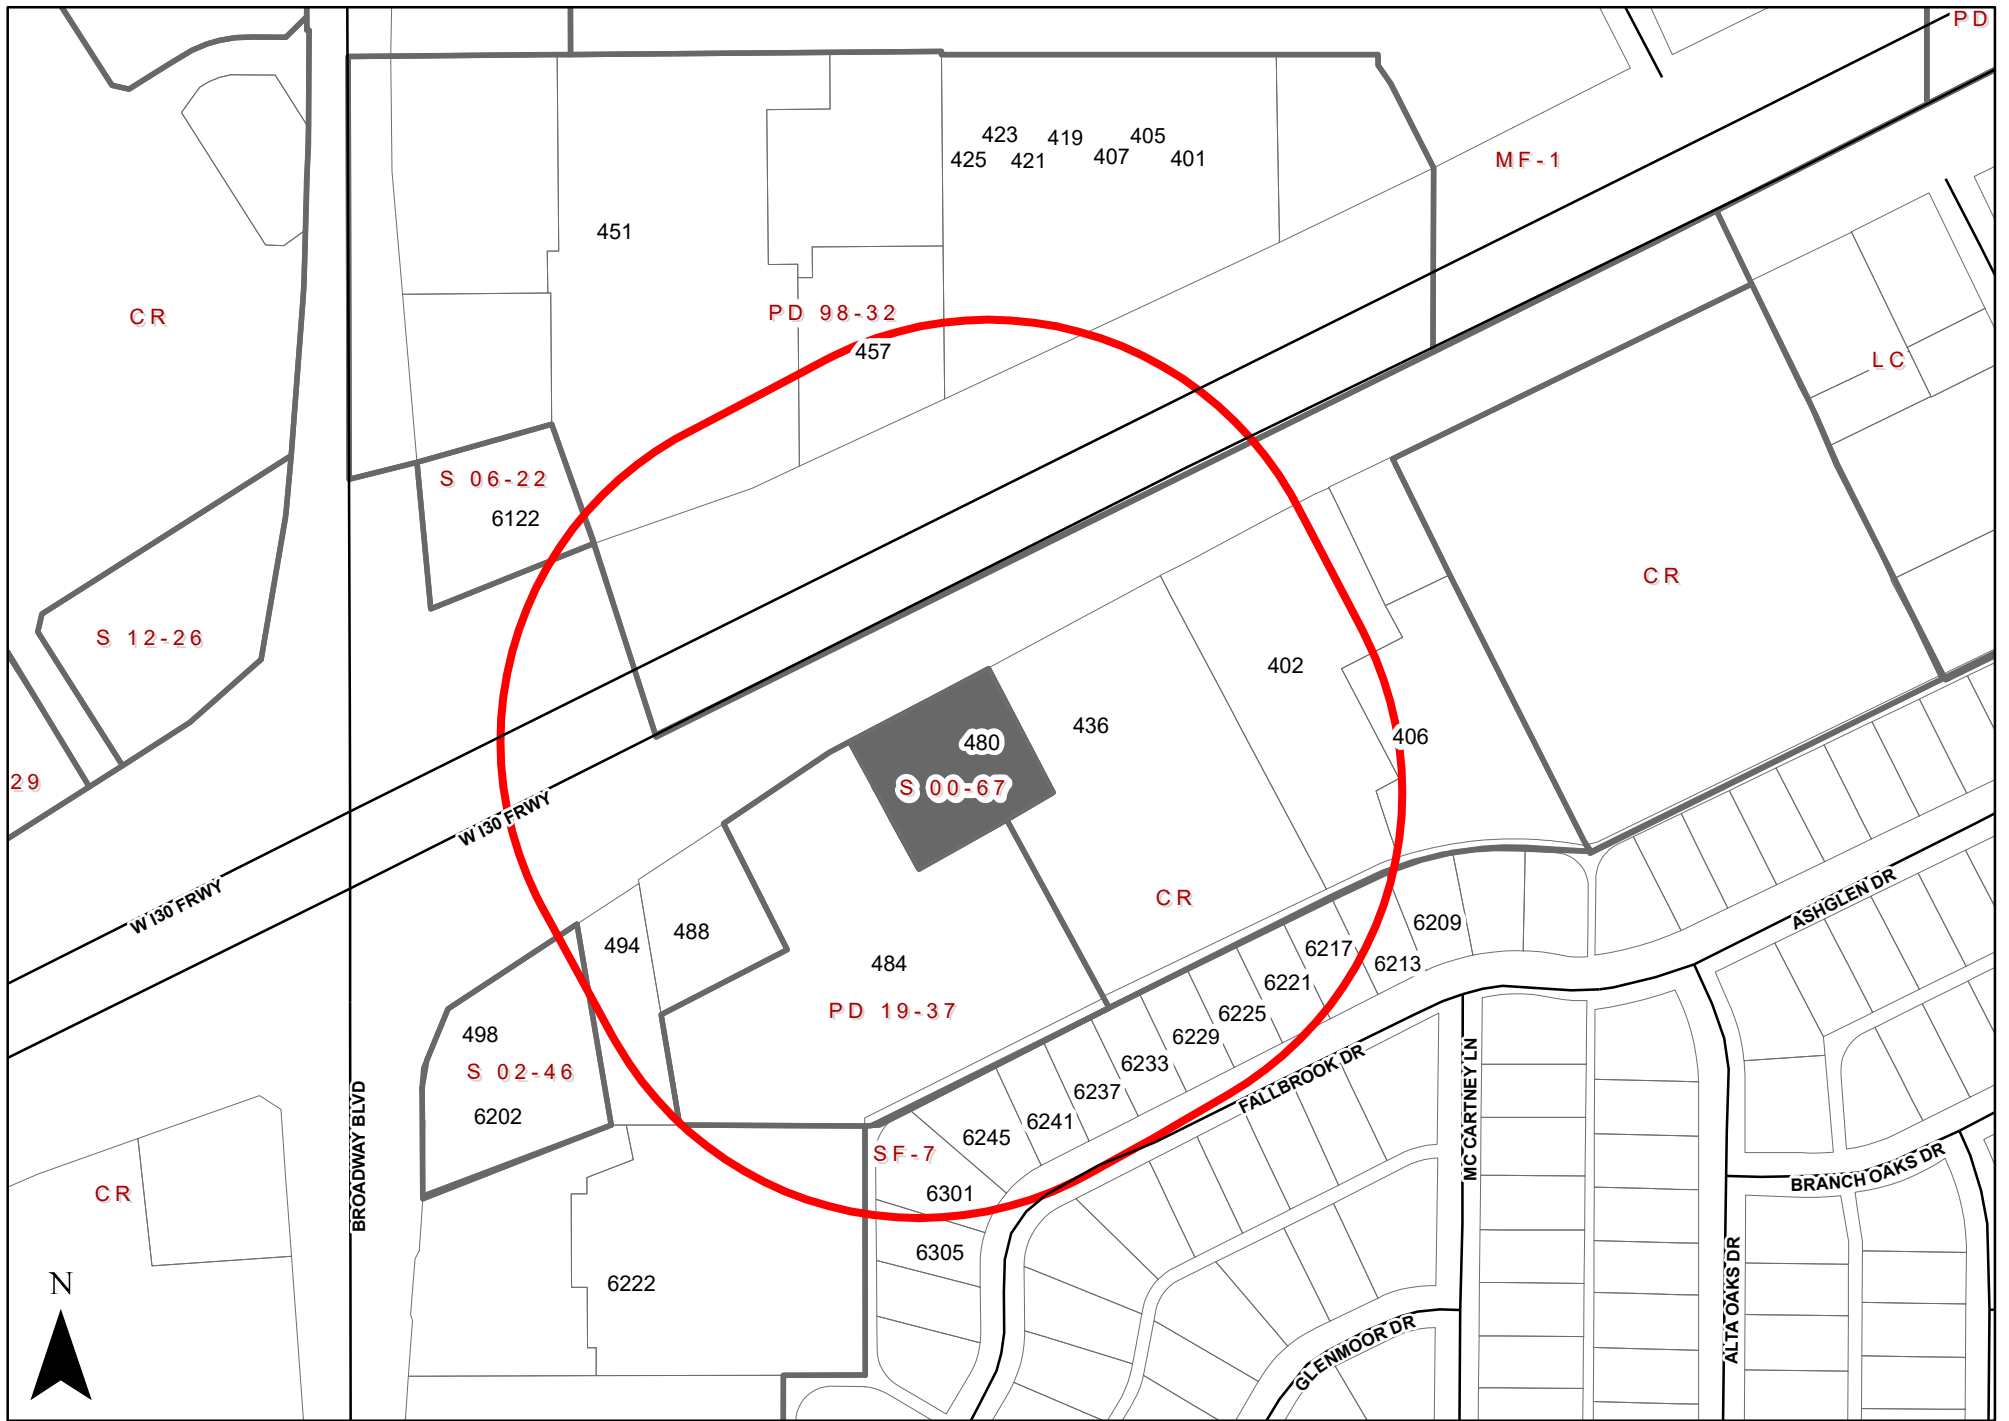 PD
423
419
405
425
421
407
401
MF-1
451
CR
PD 98-32
457
LC
S 06-22
6122
CR
S 12-26
402
436
406
480
S 00-67
29
W I30 FRWY
W I30 FRWY
ASHGLEN DR
CR
6209
494
488
6217
484
6213
6221
PD 19-37
6225
498
6229
6233
S 02-46
6237
FALLBROOK DR
MC CARTNEY LN
6202
6241
6245
BROADWAY BLVD
SF-7
BRANCH OAKS DR
CR
6301
6305
N
6222
ALTA OAKS DR
GLENMOOR DR